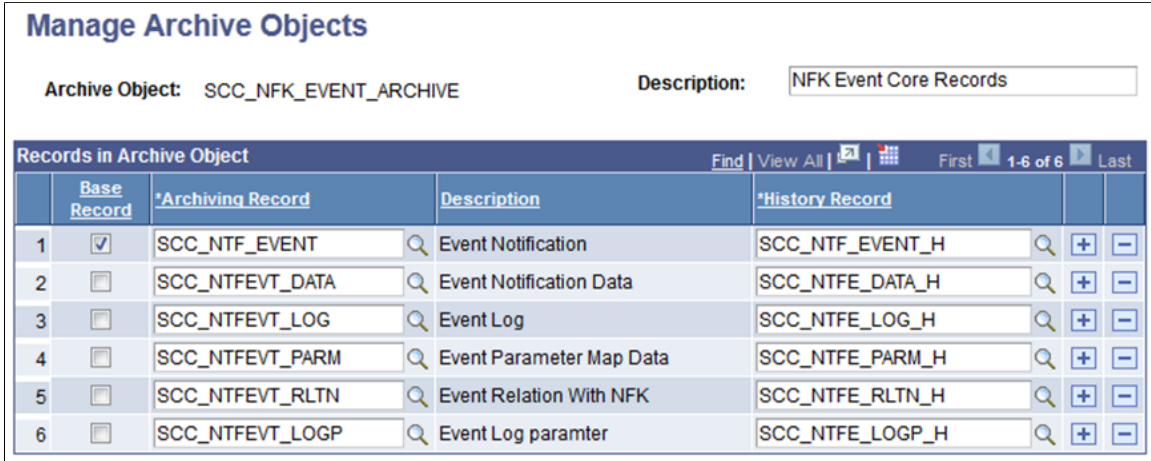 Manage Archive Objects
Archive Object: SCC_NFK_EVENT_ARCHIVE Description: NFK Event Core Records
Records in Archive Object Find | View All | | First 1-6 of 6 Last
Base Record *Archiving Record Description *History Record
1 SCC_NTF_EVENT Event Notification SCC_NTF_EVENT_H
2 SCC_NTFEVT_DATA Event Notification Data SCC_NTFE_DATA_H
3 SCC_NTFEVT_LOG Event Log SCC_NTFE_LOG_H
4 SCC_NTFEVT_PARM Event Parameter Map Data SCC_NTFE_PARM_H
5 SCC_NTFEVT_RLTN Event Relation With NFK SCC_NTFE_RLTN_H
6 SCC_NTFEVT_LOGP Event Log paramter SCC_NTFE_LOGP_H